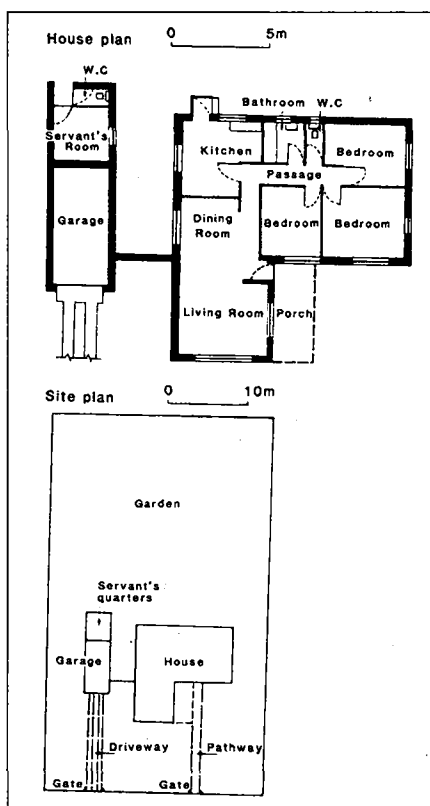 House plan
0 5m
W.C
Bathroom W.C
Servant's
Room
Kitchen
Bedroom
Passage
Garage
Dining
Room
Bedroom
Bedroom
Living Room
Porch
Site plan
0 10m
Garden
Servant's
quarters
Garage
House
Driveway
Pathway
Gate
Gate